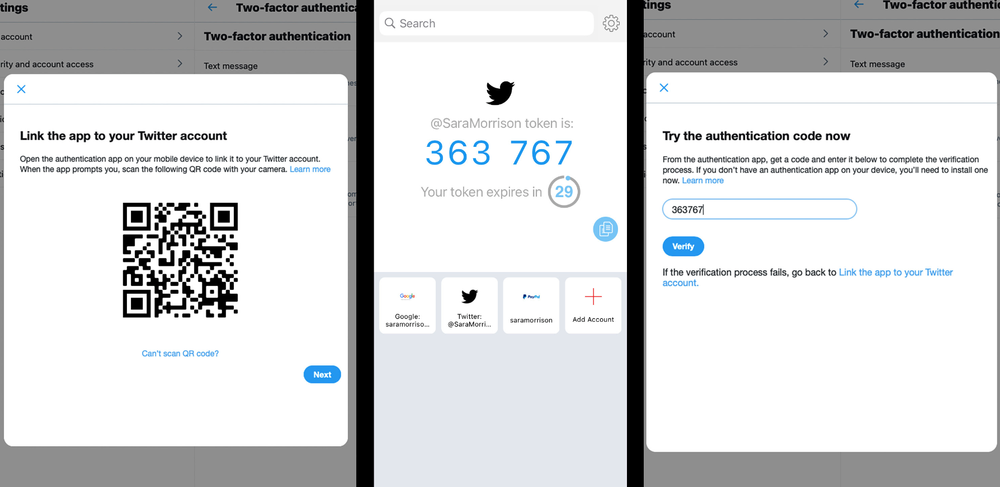 tings
account
rity and account access
Two-factor authentica
Two-factor authentication
Text message
Link the app to your Twitter account
Open the authentication app on your mobile device to link it to your Twitter account.
When the app prompts you, scan the following QR code with your camera. Learn more
Can't scan QR code?
Next
Search
@SaraMorrison token is:
363 767
Your token expires in 29
Google
Google:
saramorriso...
Twitter:
@SaraMorri...
PayPal
saramorrison
Add Account
tings
account
rity and account access
Two-factor authentic
Two-factor authentication
Text message
Try the authentication code now
From the authentication app, get a code and enter it below to complete the verification
process. If you don't have an authentication app on your device, you'll need to install one
now. Learn more
363767
Verify
If the verification process fails, go back to Link the app to your Twitter
account.